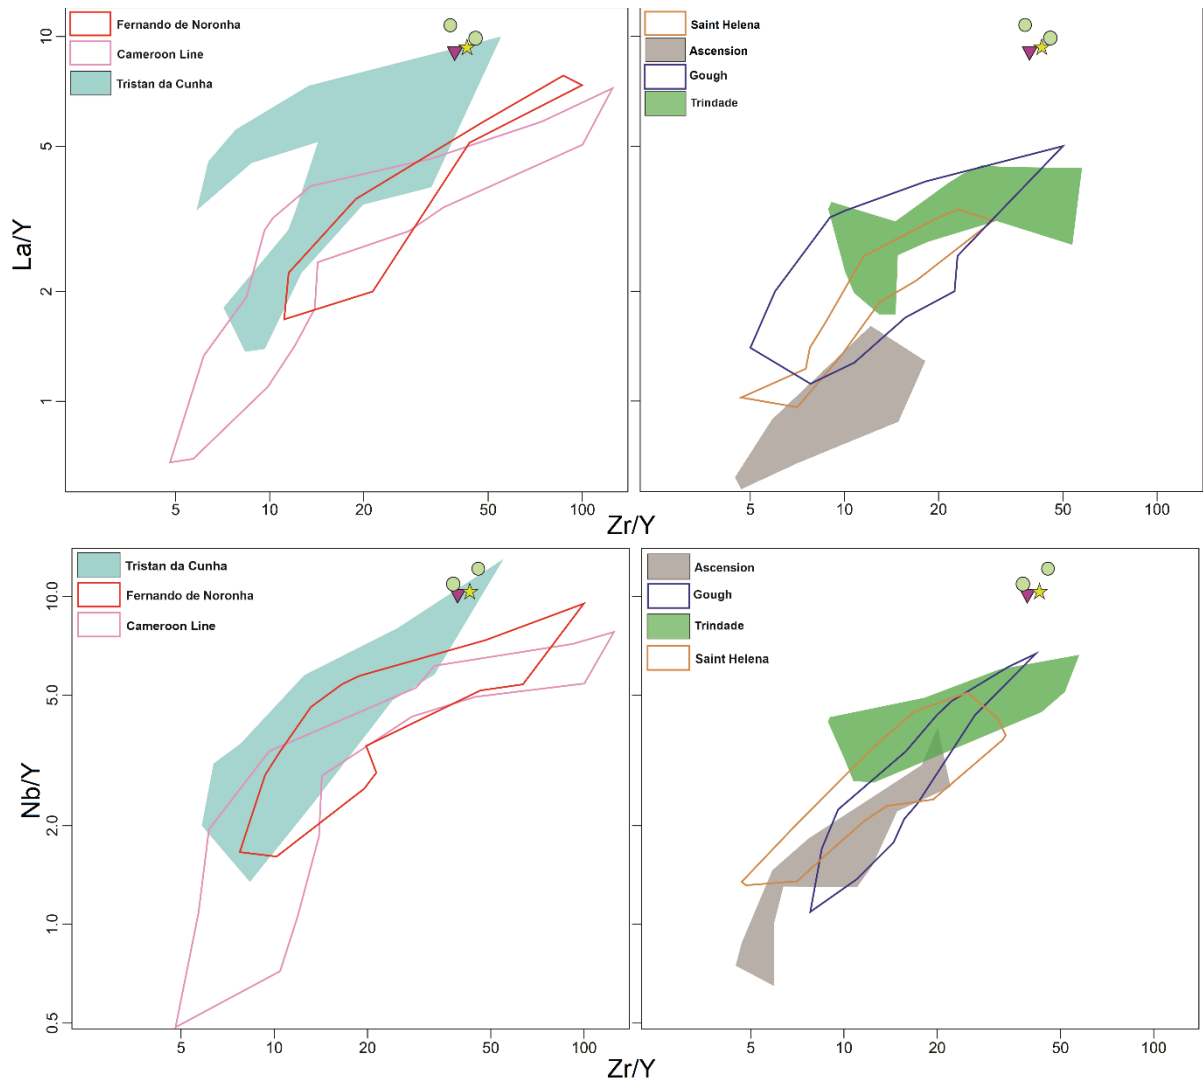 Fernando de Noronha
Cameroon Line
Tristan da Cunha
10
5
2
1
La/Y
5
10
20
50
100
Saint Helena
Ascension
Gough
Trindade
5
10
20
50
100
Zr/Y
Tristan da Cunha
Fernando de Noronha
Cameroon Line
10.0
5.0
2.0
1.0
0.5
Nb/Y
5
10
20
50
100
Ascension
Gough
Trindade
Saint Helena
5
10
20
50
100
Zr/Y